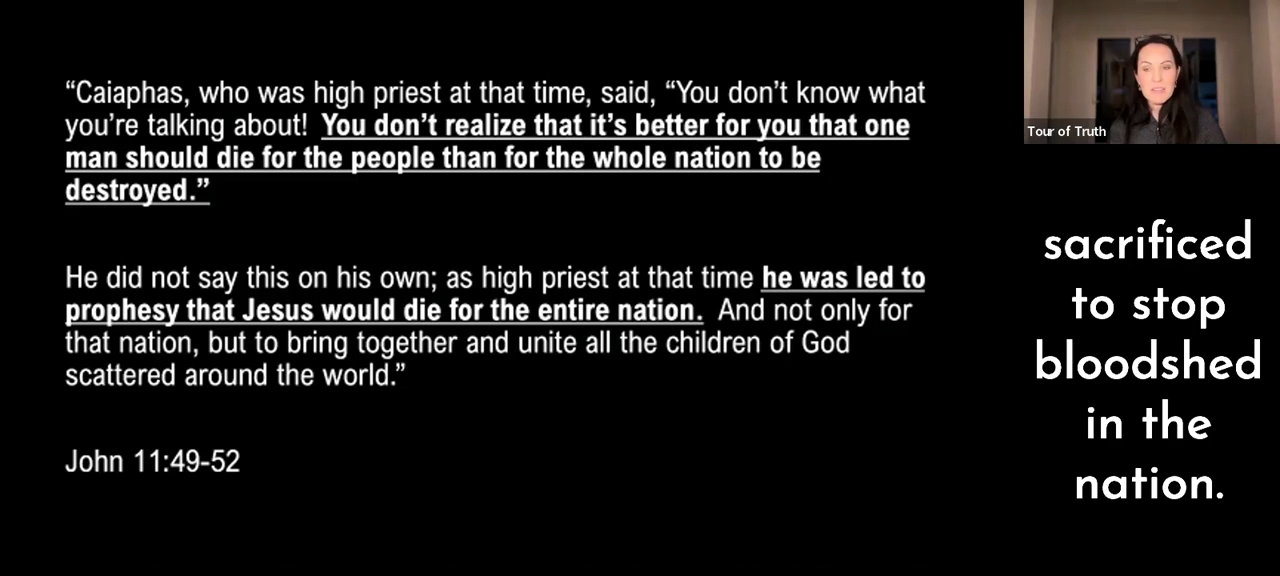 “Caiaphas, who was high priest at that time, said, “You don’t know what
you’re talking about!  You don’t realize that it’s better for you that one
man should die for the people than for the whole nation to be
destroyed.”
He did not say this on his own; as high priest at that time he was led to
prophesy that Jesus would die for the entire nation.  And not only for
that nation, but to bring together and unite all the children of God
scattered around the world.”
John 11:49-52
Tour of Truth
sacrificed
to stop
bloodshed
in the
nation.